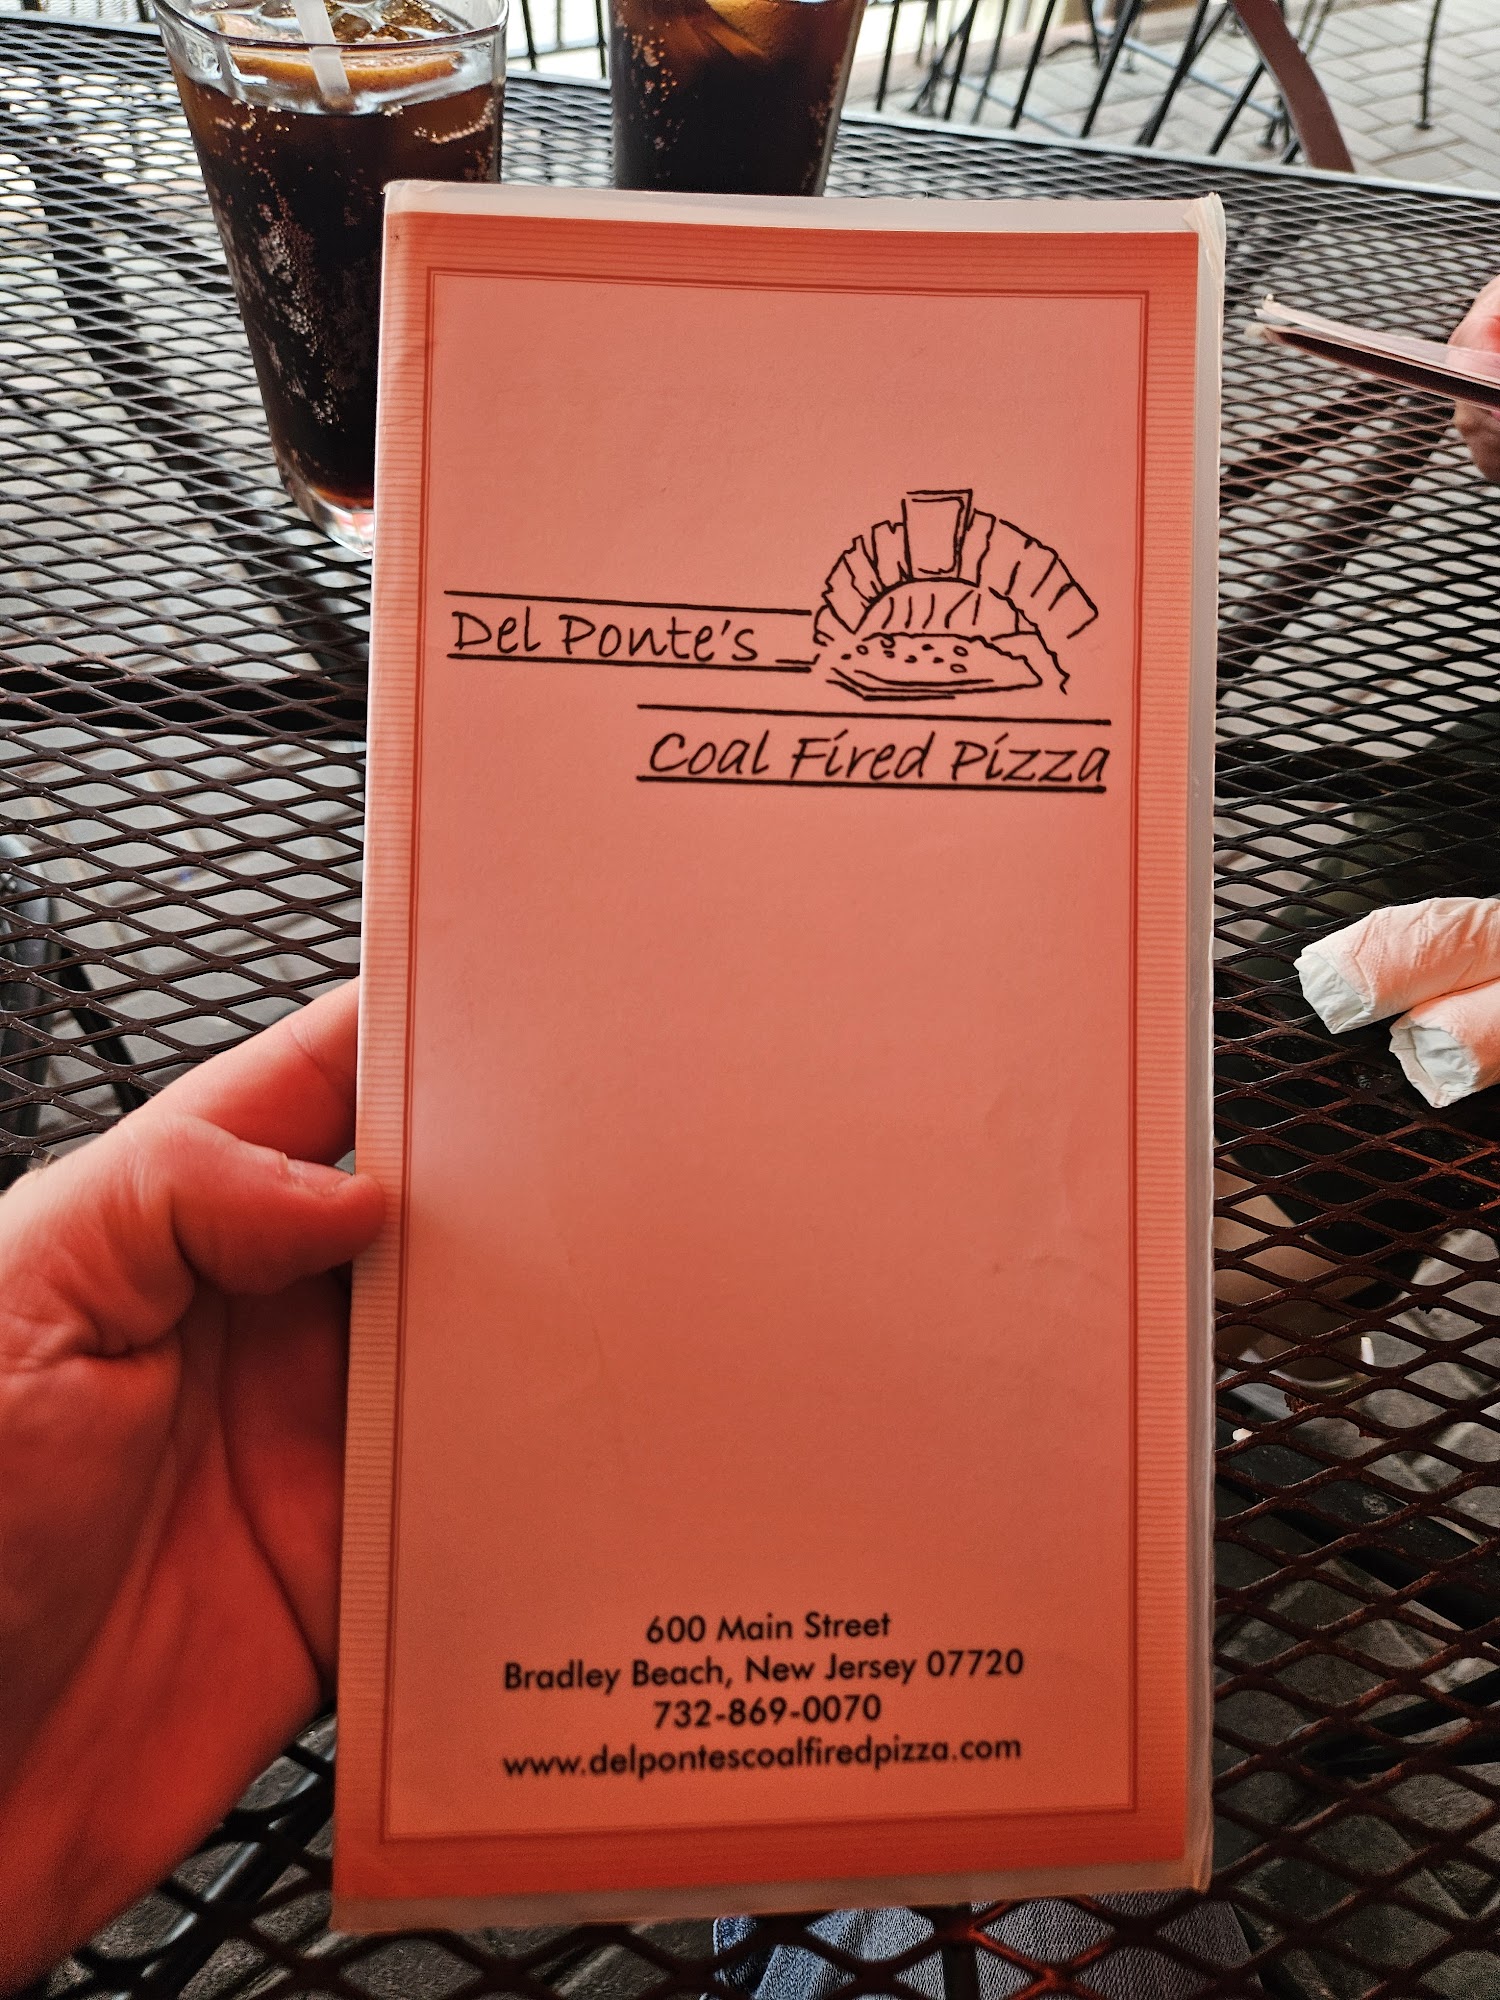 Del Ponte's
Coal Fired Pizza
600 Main Street
Bradley Beach, New Jersey 07720
732-869-0070
www.delpontescoalfiredpizza.com